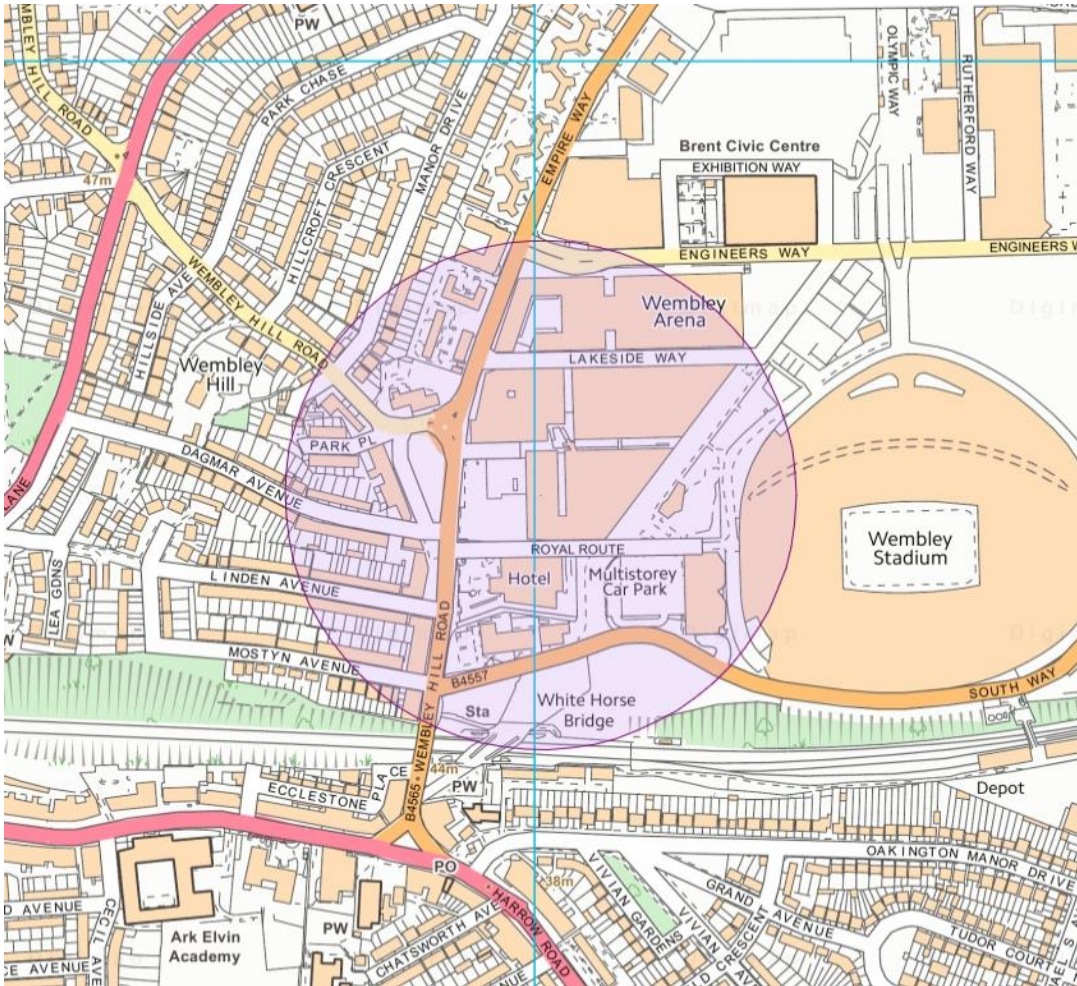 WEMBLEY HILL ROAD
PW
PARK CHASE
MANOR DRIVE
EMPIRE WAY
OLYMPIC WAY
RUTHERFORD WAY
47m
HILLCROFT CRESCENT
Brent Civic Centre
EXHIBITION WAY
ENGINEERS WAY
ENGINEERS W
HILLSIDE AVE
WEMBLEY HILL ROAD
Wembley
Hill
Wembley
Arena
LAKESIDE WAY
PARK PL
DAGMAR AVENUE
LANE
ROYAL ROUTE
Wembley
Stadium
LINDEN AVENUE
LEA GDNS
Hotel
Multistorey
Car Park
W
MOSTYN AVENUE
WEMBLEY HILL ROAD
B4557
SOUTH WAY
Sta
White Horse
Bridge
ECCLESTONE PLACE
44m
B4565
PW
Depot
OAKINGTON MANOR DRIVE
PO
38m
HARROW ROAD
VIVIAN GARDENS
VIVIAN AV
GRAND AVENUE
CRESCENT
TUDOR COURT
D AVENUE
CECIL AVENUE
Ark Elvin
Academy
PW
CHATSWORTH AVE
CE AVENUE